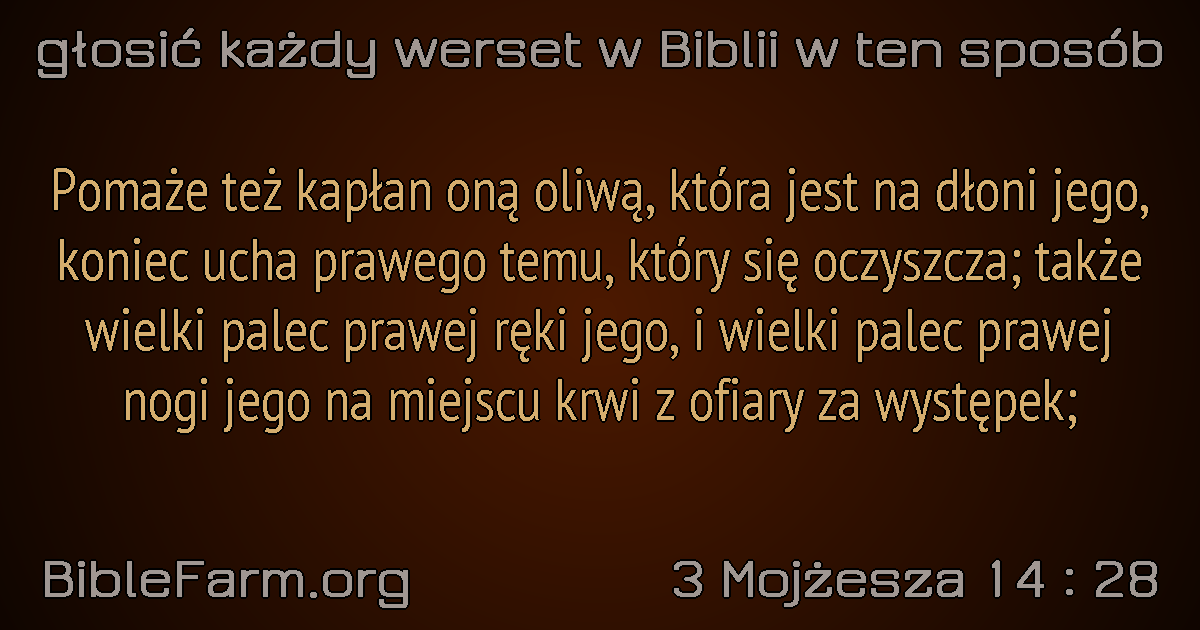 głosić każdy werset w Biblii w ten sposób
Pomaże też kapłan oną oliwą, która jest na dłoni jego,
koniec ucha prawego temu, który się oczyszcza; także
wielki palec prawej ręki jego, i wielki palec prawej
nogi jego na miejscu krwi z ofiary za występek;
BibleFarm.org
3 Mojżesza 14 : 28